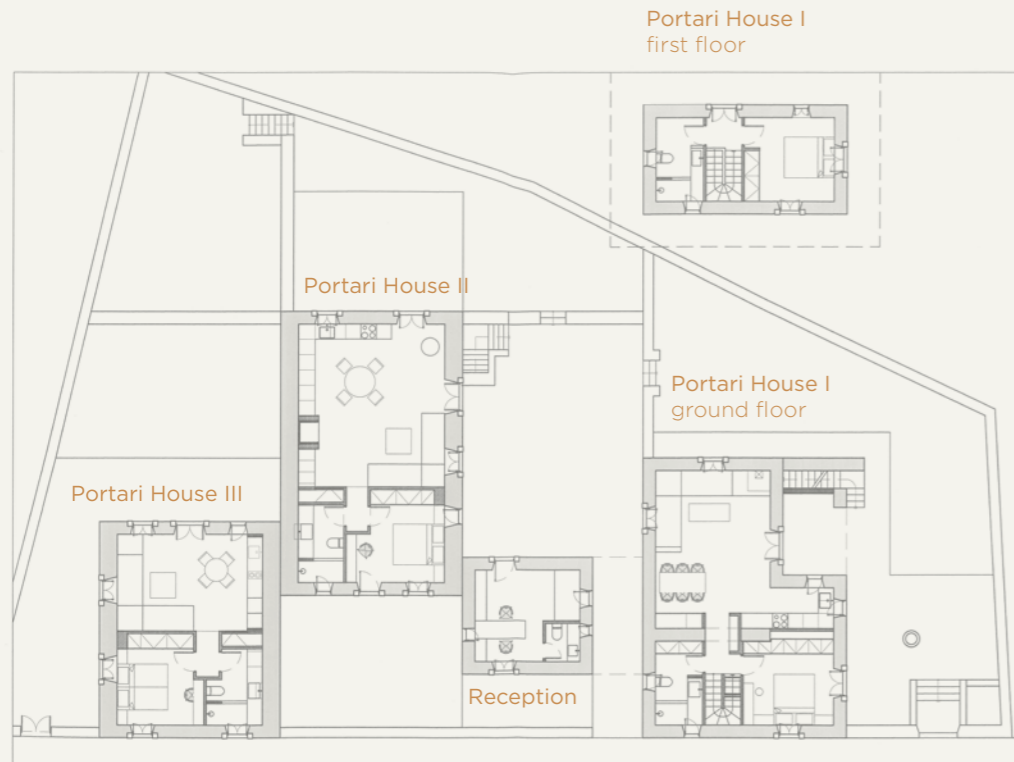 Portari House I
first floor
Portari House II
Portari House I
ground floor
Portari House III
Reception